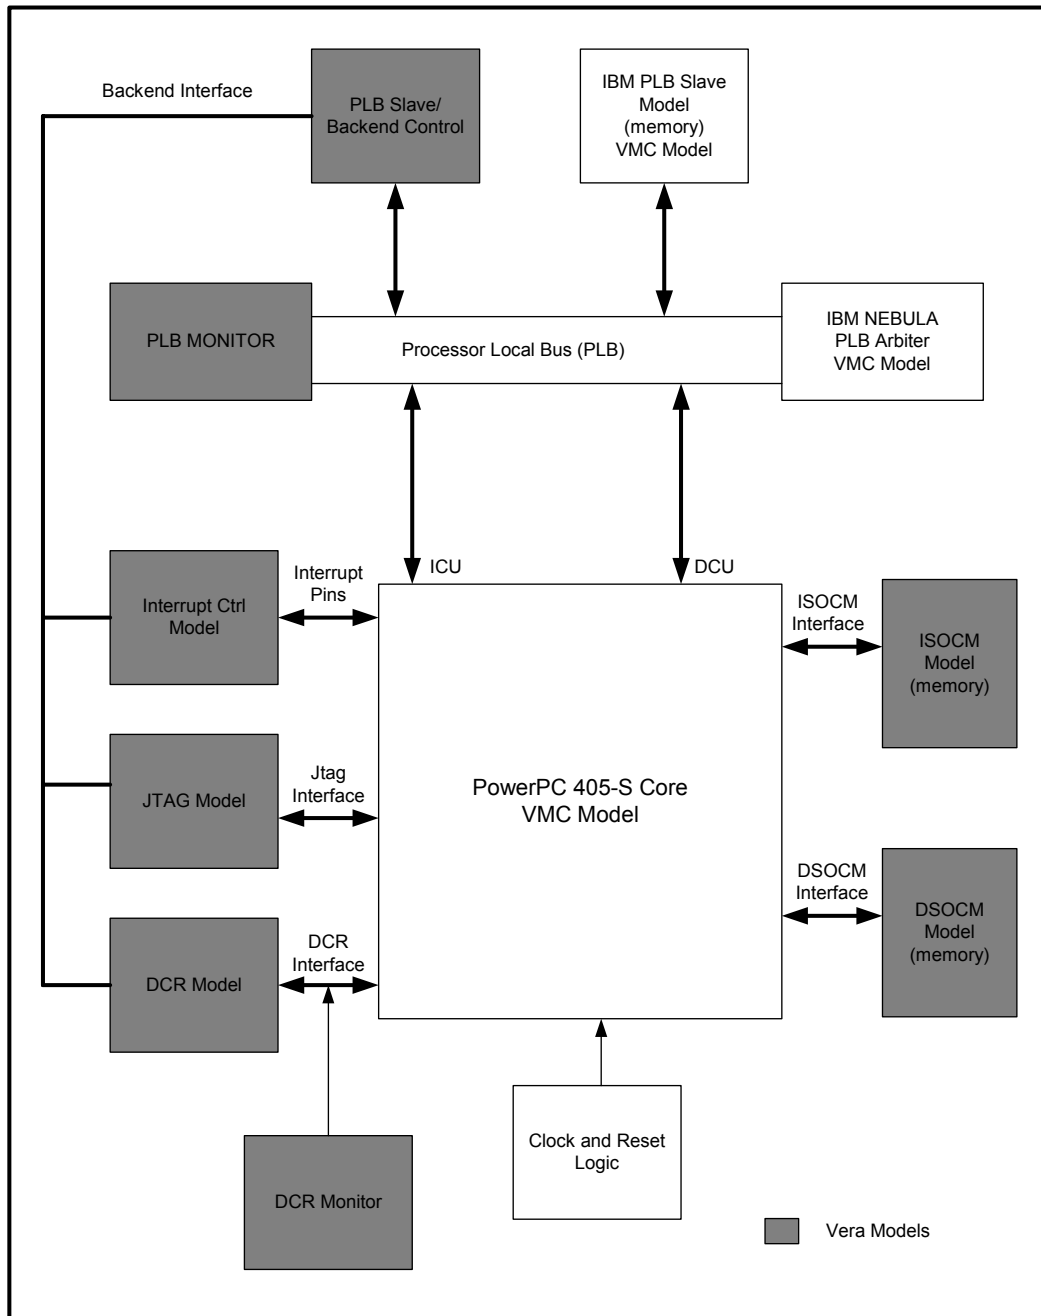 Backend Interface
PLB Slave/
Backend Control
IBM PLB Slave
Model
(memory)
VMC Model
PLB MONITOR
Processor Local Bus (PLB)
IBM NEBULA
PLB Arbiter
VMC Model
ICU
DCU
Interrupt Ctrl
Model
Interrupt
Pins
ISOCM
Interface
ISOCM
Model
(memory)
JTAG Model
Jtag
Interface
PowerPC 405-S Core
VMC Model
DSOCM
Interface
DSOCM
Model
(memory)
DCR Model
DCR
Interface
DCR Monitor
Clock and Reset
Logic
Vera Models